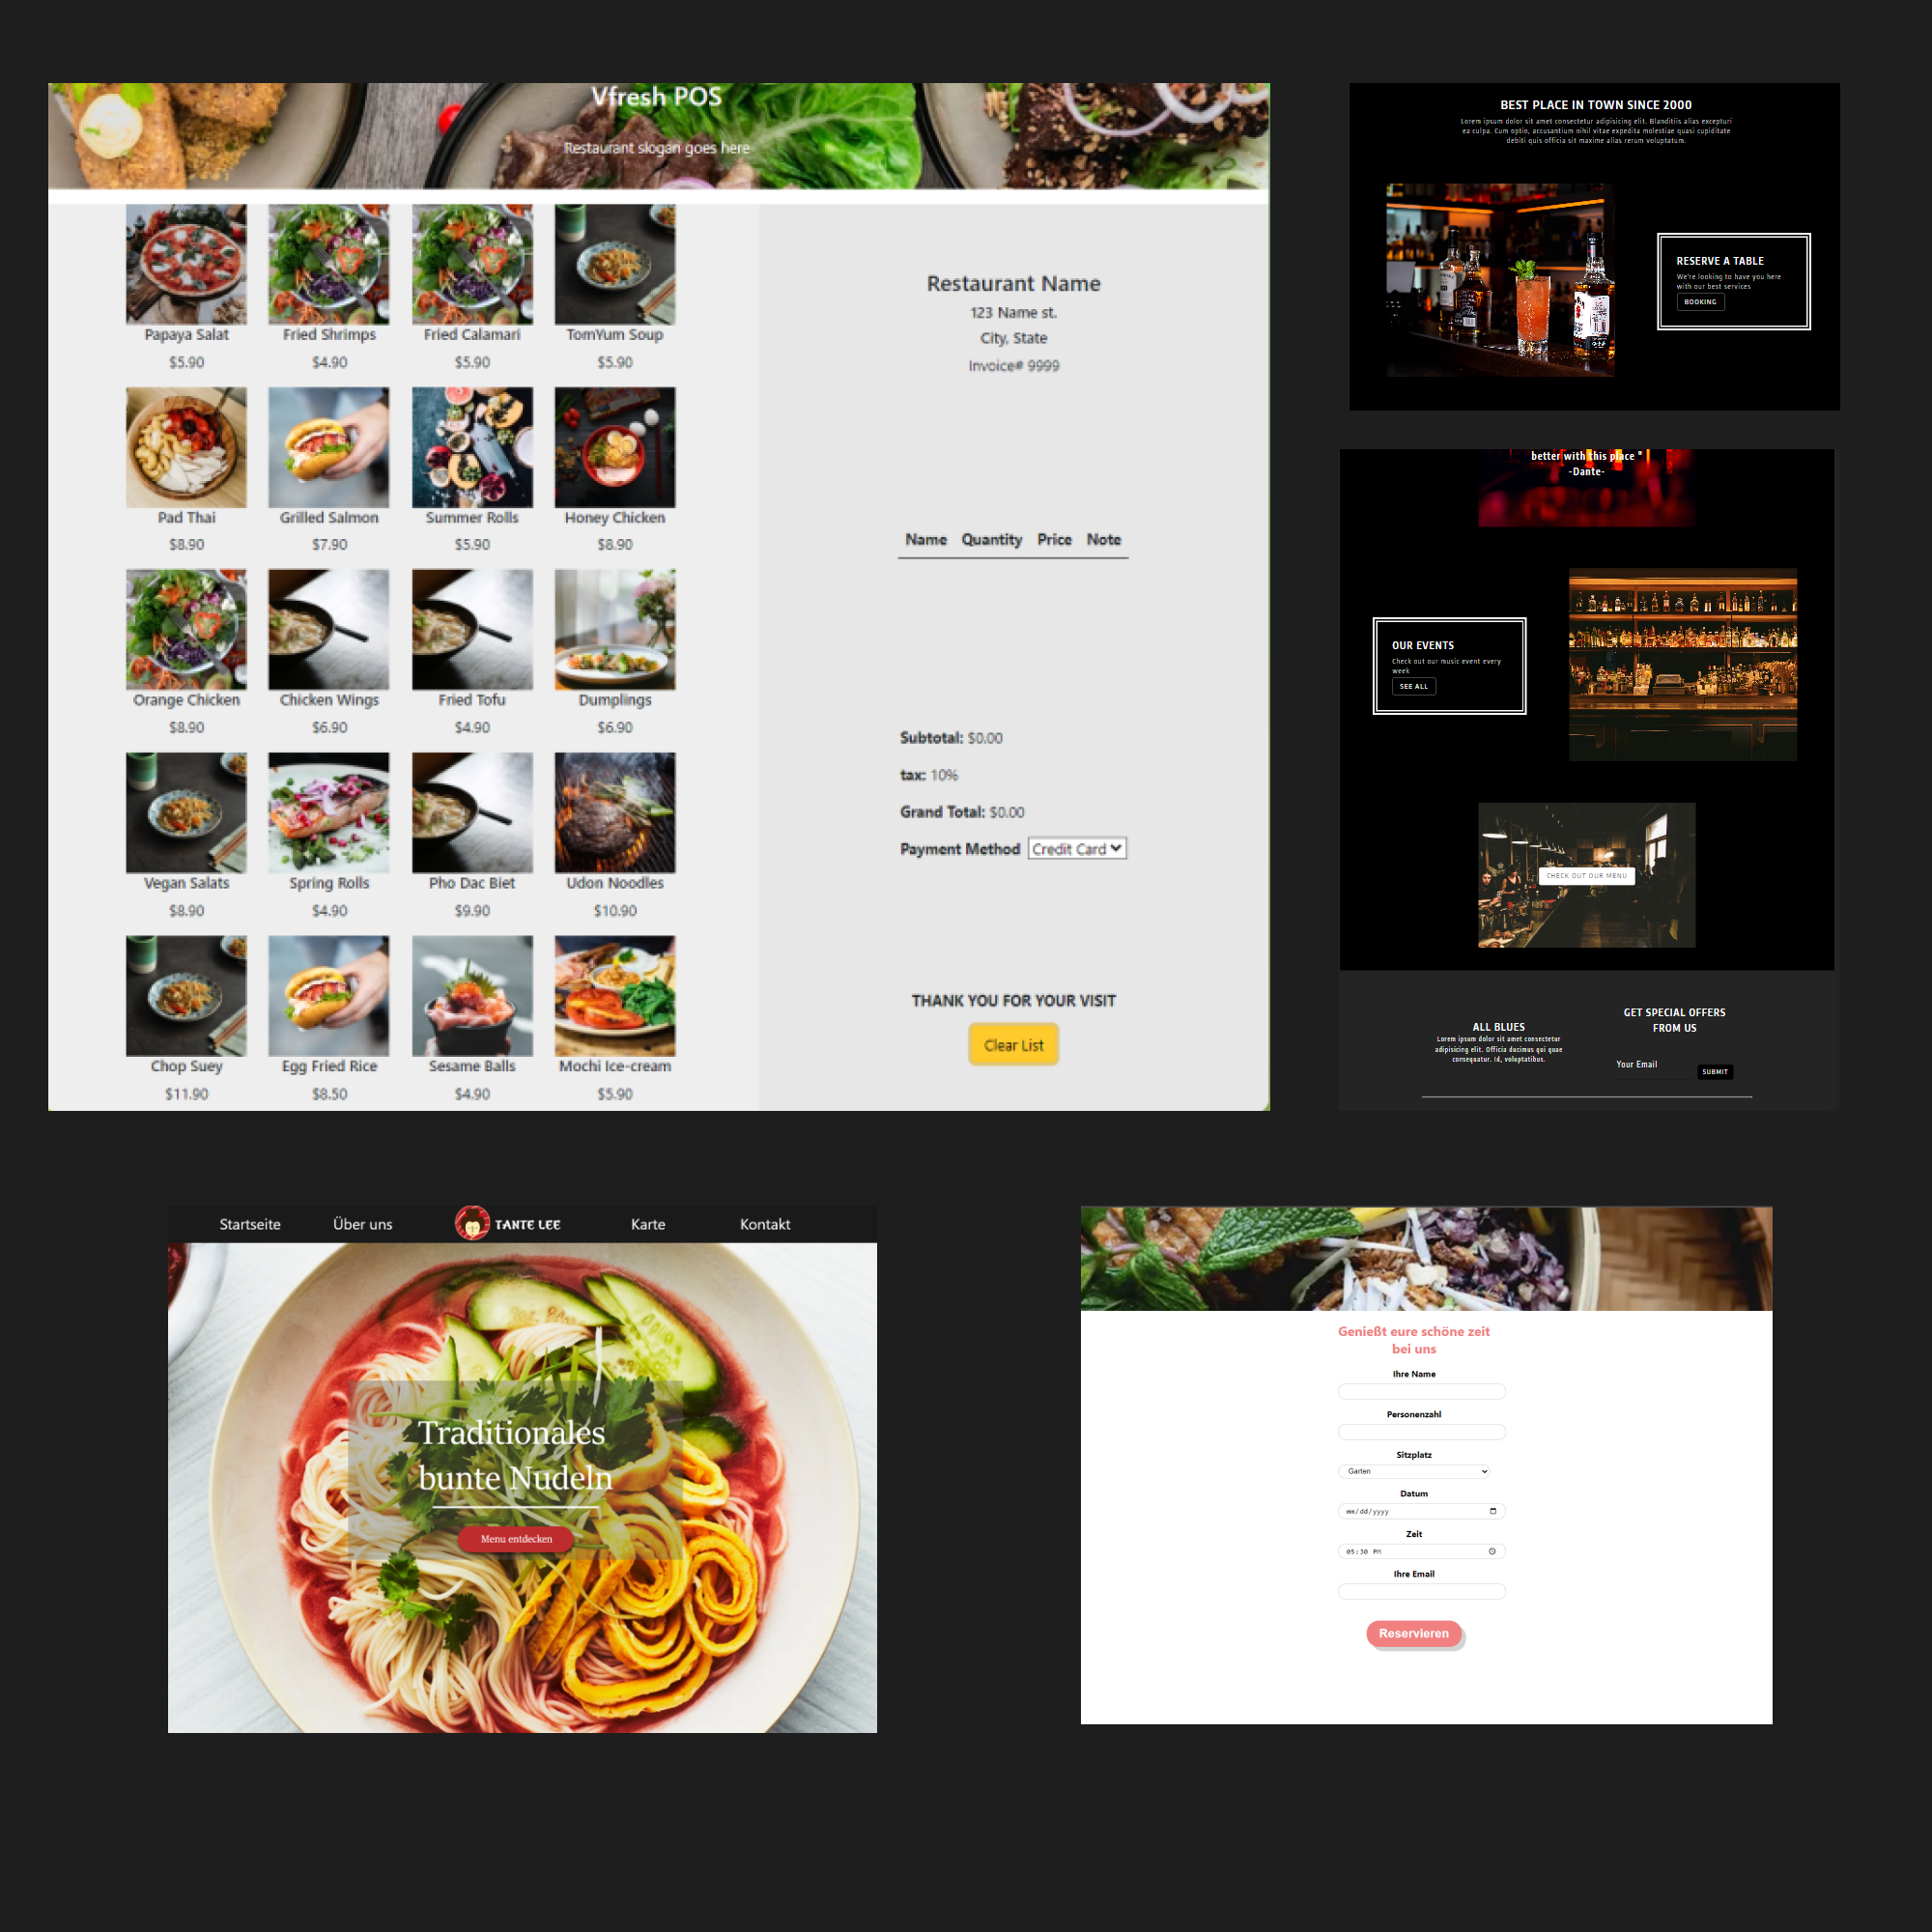 Vfresh POS
Restaurant slogan goes here
Papaya Salat
$5.90
Fried Shrimps
$4.90
Fried Calamari
$5.90
TomYum Soup
$5.90
Pad Thai
$8.90
Grilled Salmon
$7.90
Summer Rolls
$5.90
Honey Chicken
$8.90
Orange Chicken
$8.90
Chicken Wings
$6.90
Fried Tofu
$4.90
Dumplings
$6.90
Vegan Salats
$8.90
Spring Rolls
$4.90
Pho Dac Biet
$9.90
Udon Noodles
$10.90
Chop Suey
$11.90
Egg Fried Rice
$8.50
Sesame Balls
$4.90
Mochi Ice-cream
$5.90
Restaurant Name
123 Name st.
City, State
Invoice# 9999
Name Quantity Price Note
Subtotal: $0.00
tax: 10%
Grand Total: $0.00
Payment Method Credit Card
THANK YOU FOR YOUR VISIT
Clear List
BEST PLACE IN TOWN SINCE 2000
Lorem ipsum dolor sit amet consectetur adipisicing elit. Blanditiis alias excepturi
ea culpa. Cum optio, accusantium nihil vitae expedita molestiae quasi cupiditate
debiti quis officia sit maxime alias rerum voluptatum.
RESERVE A TABLE
We're looking to have you here
with our best services
BOOKING
better with this place "
-Dante-
OUR EVENTS
Check out our music event every
week
SEE ALL
CHECK OUT OUR MENU
ALL BLUES
Lorem ipsum dolor sit amet consectetur
adipisicing elit. Officia ducimus qui quae
consequatur. Id, voluptatibus.
GET SPECIAL OFFERS
FROM US
Your Email
SUBMIT
Startseite
Über uns
TANTE LEE
Karte
Kontakt
Traditionales
bunte Nudeln
Menu entdecken
Genießt eure schöne zeit
bei uns
Ihre Name
Personenzahl
Sitzplatz
Garten
Datum
mm/dd/yyyy
Zeit
05:30 PM
Ihre Email
Reservieren